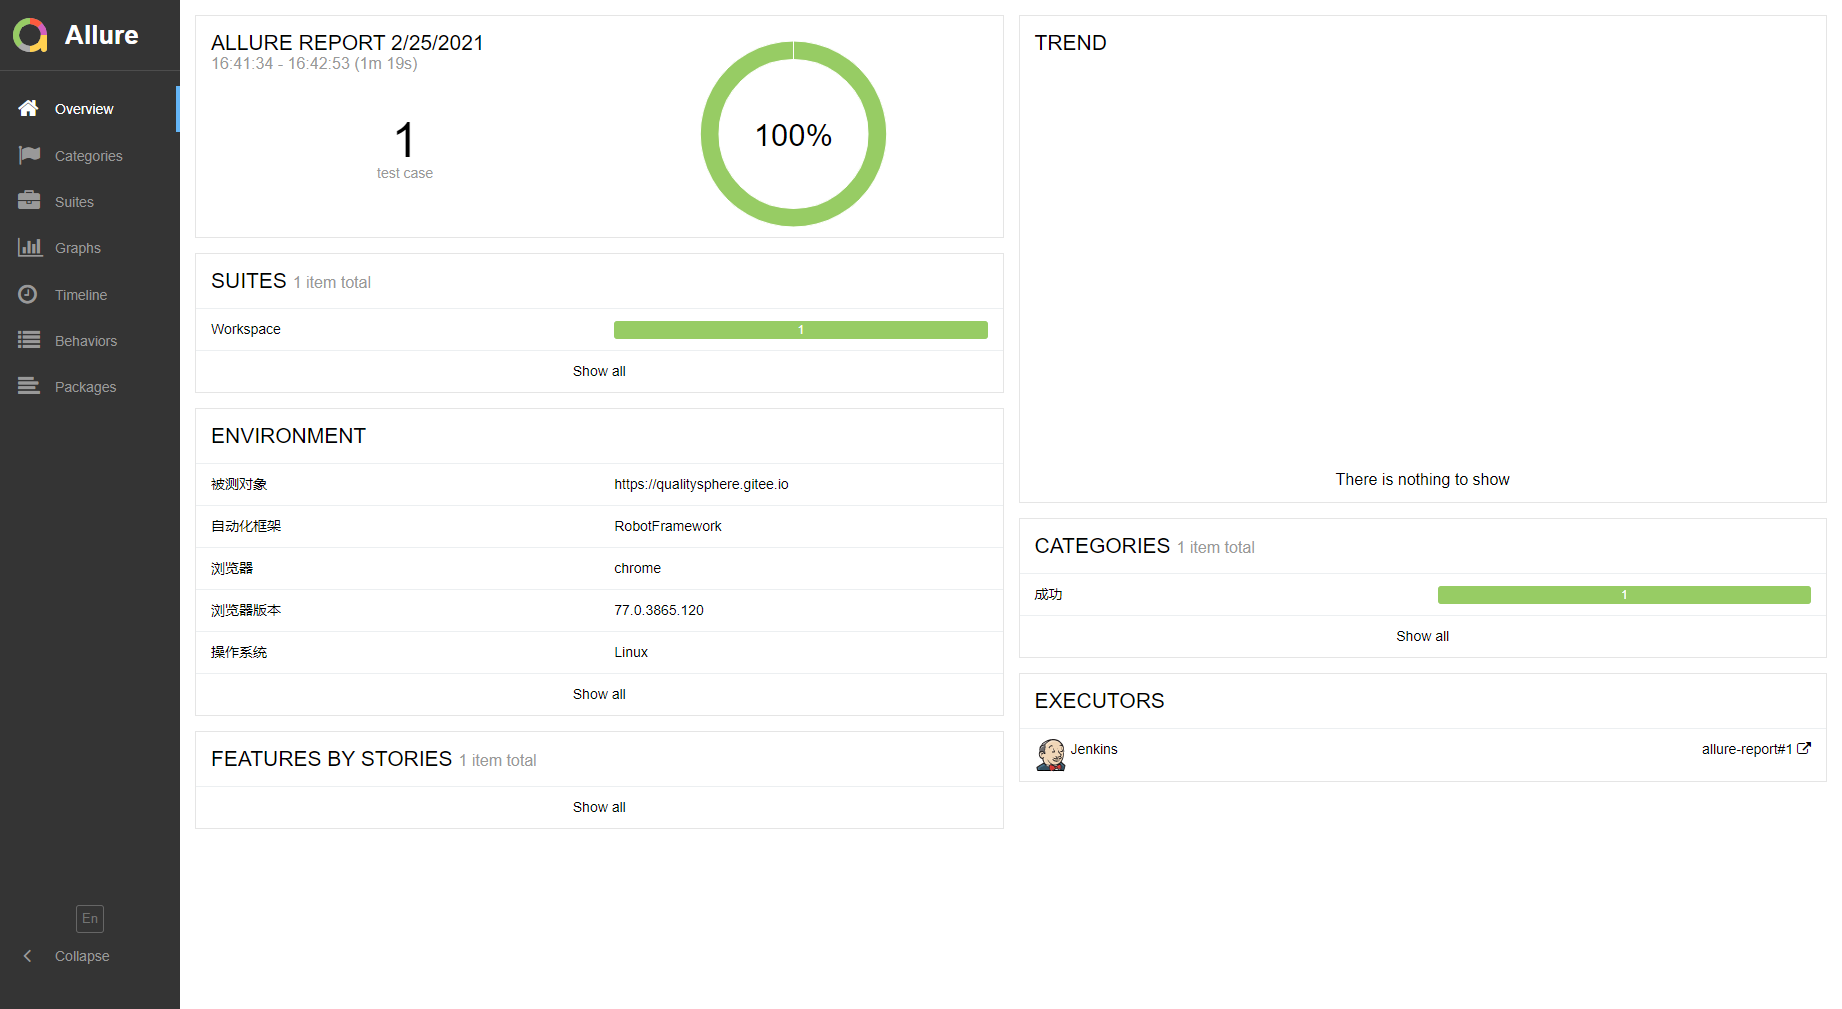 Allure
Overview
Categories
Suites
Graphs
Timeline
Behaviors
Packages
En
Collapse
ALLURE REPORT 2/25/2021
16:41:34 - 16:42:53 (1m 19s)
1
test case
100%
SUITES 1 item total
Workspace 1
Show all
ENVIRONMENT
被测对象 https://qualitysphere.gitee.io
自动化框架 RobotFramework
浏览器 chrome
浏览器版本 77.0.3865.120
操作系统 Linux
Show all
FEATURES BY STORIES 1 item total
Show all
TREND
There is nothing to show
CATEGORIES 1 item total
成功 1
Show all
EXECUTORS
Jenkins allure-report#1